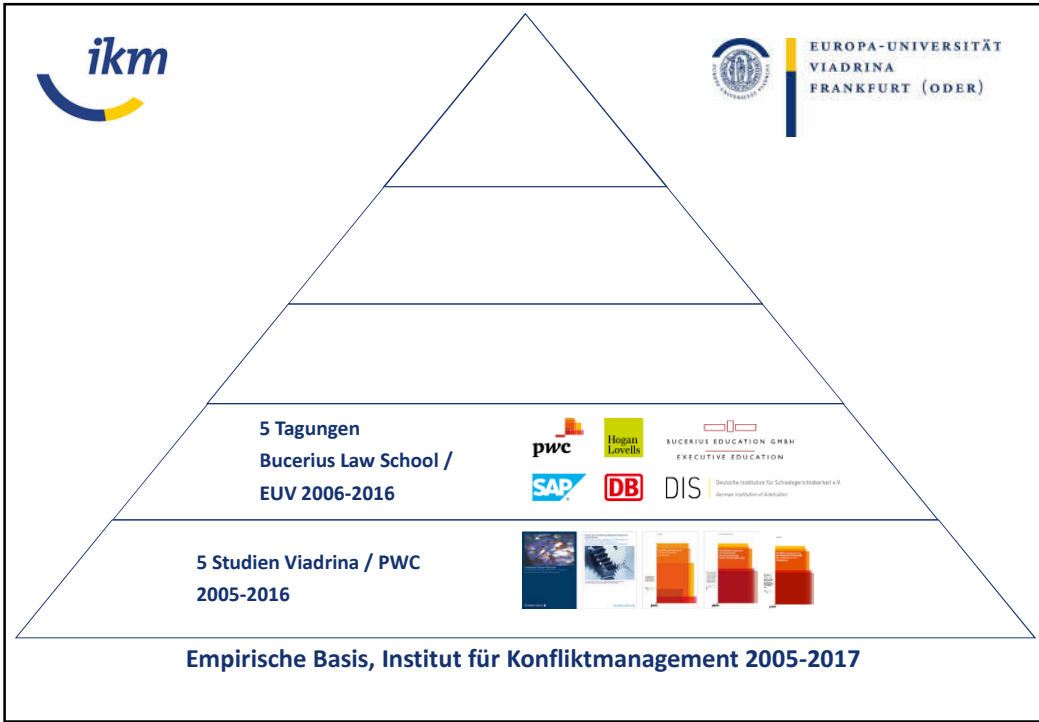 ikm
EUROPA-UNIVERSITÄT
VIADRINA
FRANKFURT (ODER)
5 Tagungen
Bucerius Law School /
EUV 2006-2016
pwc
Hogan
Lovells
BUCERIUS EDUCATION GMBH
EXECUTIVE EDUCATION
SAP
DB
DIS
Deutsche Institution für Schiedsgerichtsbarkeit e.V.
German Institution of Arbitration
5 Studien Viadrina / PWC
2005-2016
Empirische Basis, Institut für Konfliktmanagement 2005-2017